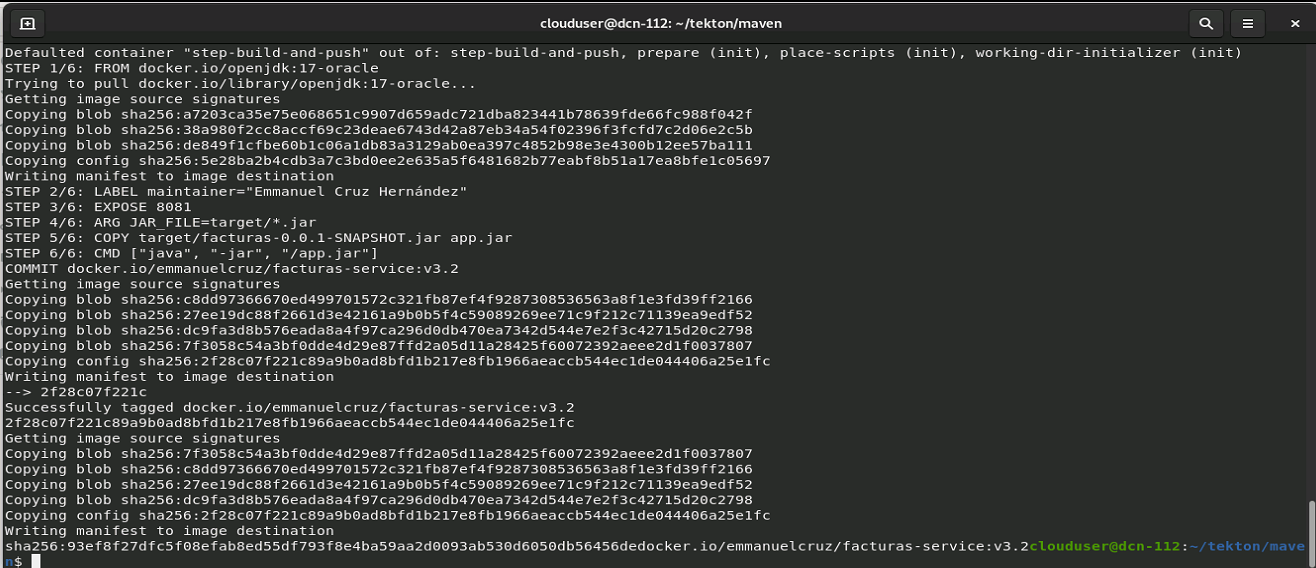 clouduser@dcn-112: ~/tekton/maven
Defaulted container "step-build-and-push" out of: step-build-and-push, prepare (init), place-scripts (init), working-dir-initializer (init)
STEP 1/6: FROM docker.io/openjdk:17-oracle
Trying to pull docker.io/library/openjdk:17-oracle...
Getting image source signatures
Copying blob sha256:a7203ca35e75e068651c9907d659adc721dba823441b78639fde66fc988f042f
Copying blob sha256:38a980f2cc8accf69c23deae6743d42a87eb34a54f02396f3fcfd7c2d06e2c5b
Copying blob sha256:de849f1cfbe60b1c06a1db83a3129ab0ea397c4852b98e3e4300b12ee57ba111
Copying config sha256:5e28ba2b4cdb3a7c3bd0ee2e635a5f6481682b77eabf8b51a17ea8bfe1c05697
Writing manifest to image destination
STEP 2/6: LABEL maintainer="Emmanuel Cruz Hernández"
STEP 3/6: EXPOSE 8081
STEP 4/6: ARG JAR_FILE=target/*.jar
STEP 5/6: COPY target/facturas-0.0.1-SNAPSHOT.jar app.jar
STEP 6/6: CMD ["java", "-jar", "/app.jar"]
COMMIT docker.io/emmanuelcruz/facturas-service:v3.2
Getting image source signatures
Copying blob sha256:c8dd97366670ed499701572c321fb87ef4f9287308536563a8f1e3fd39ff2166
Copying blob sha256:27ee19dc88f2661d3e42161a9b0b5f4c59089269ee71c9f212c71139ea9edf52
Copying blob sha256:dc9fa3d8b576eada8a4f97ca296d0db470ea7342d544e7e2f3c42715d20c2798
Copying blob sha256:7f3058c54a3bf0dde4d29e87ffd2a05d11a28425f60072392aeee2d1f0037807
Copying config sha256:2f28c07f221c89a9b0ad8bfd1b217e8fb1966aeaccb544ec1de044406a25e1fc
Writing manifest to image destination
--> 2f28c07f221c
Successfully tagged docker.io/emmanuelcruz/facturas-service:v3.2
2f28c07f221c89a9b0ad8bfd1b217e8fb1966aeaccb544ec1de044406a25e1fc
Getting image source signatures
Copying blob sha256:7f3058c54a3bf0dde4d29e87ffd2a05d11a28425f60072392aeee2d1f0037807
Copying blob sha256:c8dd97366670ed499701572c321fb87ef4f9287308536563a8f1e3fd39ff2166
Copying blob sha256:27ee19dc88f2661d3e42161a9b0b5f4c59089269ee71c9f212c71139ea9edf52
Copying blob sha256:dc9fa3d8b576eada8a4f97ca296d0db470ea7342d544e7e2f3c42715d20c2798
Copying config sha256:2f28c07f221c89a9b0ad8bfd1b217e8fb1966aeaccb544ec1de044406a25e1fc
Writing manifest to image destination
sha256:93ef8f27dfc5f08efab8ed55df793f8e4ba59aa2d0093ab530d6050db56456dedocker.io/emmanuelcruz/facturas-service:v3.2clouduser@dcn-112:~/tekton/mave
n$